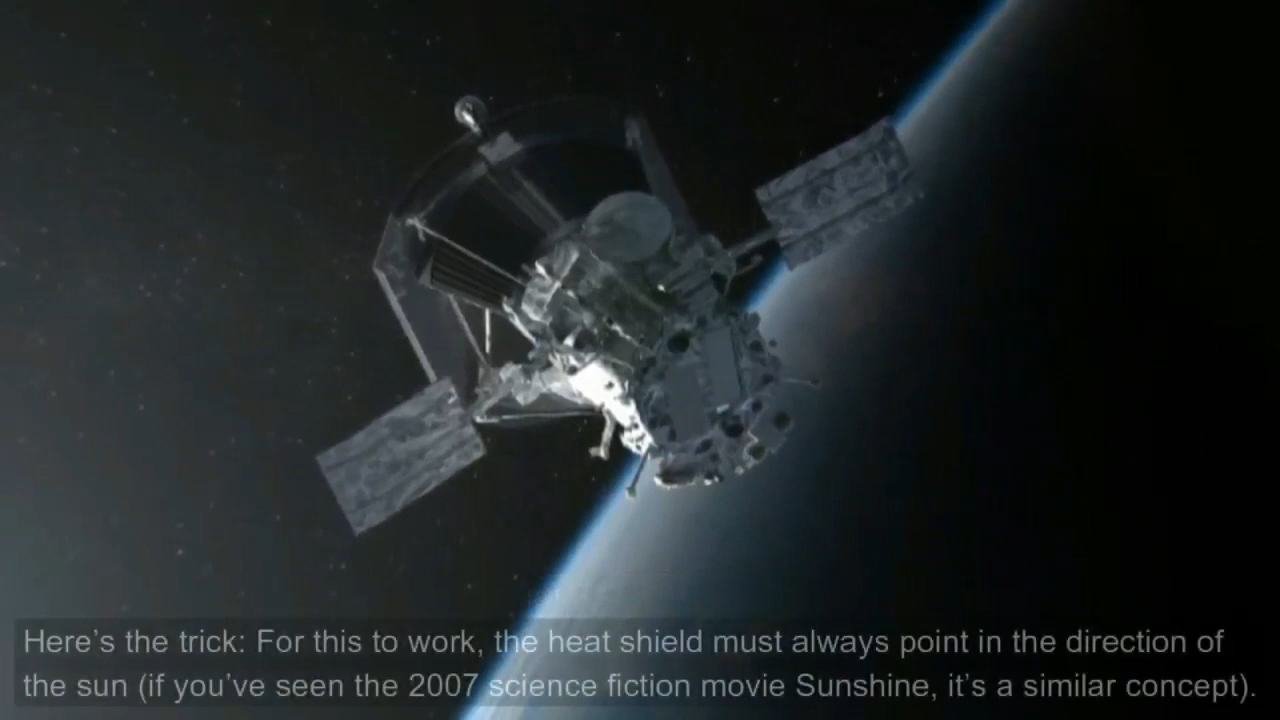 Here’s the trick: For this to work, the heat shield must always point in the direction of
the sun (if you’ve seen the 2007 science fiction movie Sunshine, it’s a similar concept).